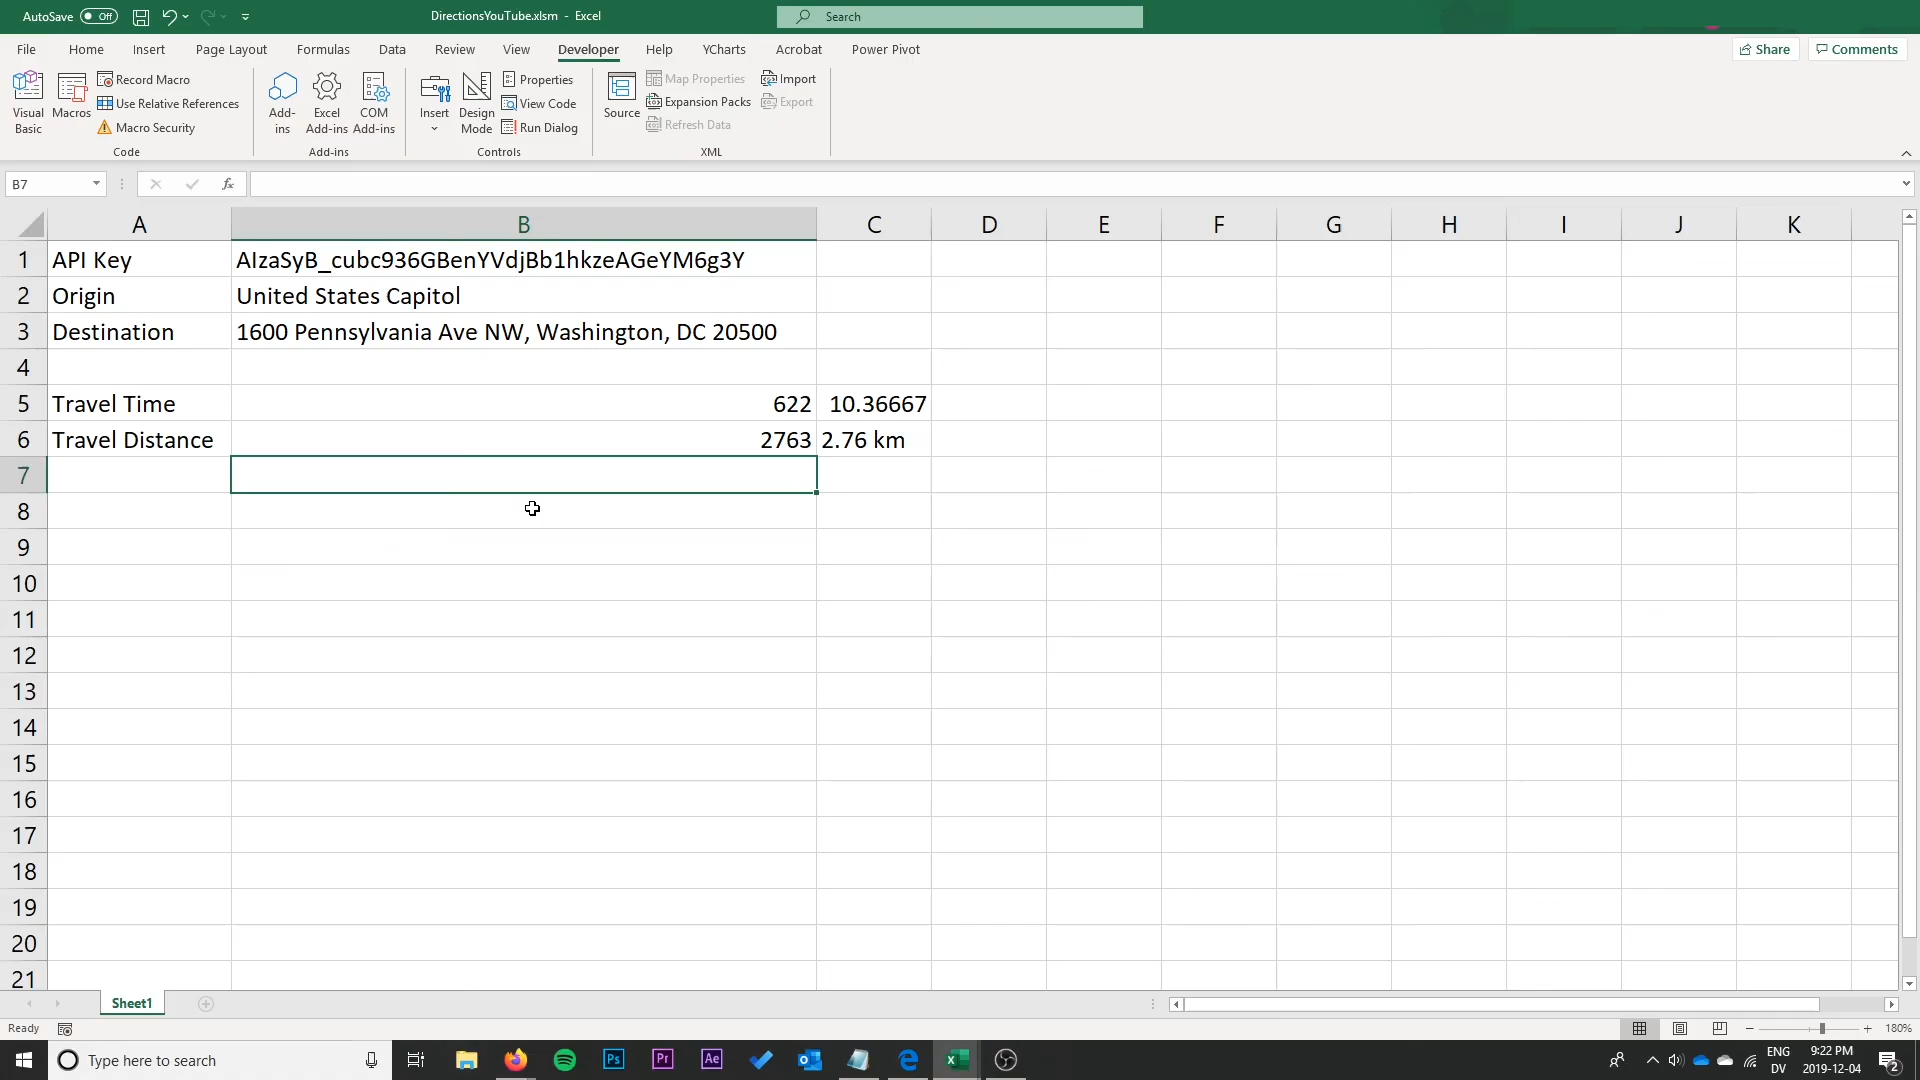 AutoSave Off DirectionsYouTube.xlsm - Excel Search
File Home Insert Page Layout Formulas Data Review View Developer Help YCharts Acrobat Power Pivot Share Comments
Visual Basic
Macros
Record Macro
Use Relative References
Macro Security
Code
Add-ins
Excel Add-ins
COM Add-ins
Add-ins
Insert
Design Mode
Properties
View Code
Run Dialog
Controls
Source
Map Properties
Expansion Packs
Refresh Data
Import
Export
XML
B7 fx
A B C D E F G H I J K
1 API Key AIzaSyB_cubc936GBenYVdjBb1hkzeAGeYM6g3Y
2 Origin United States Capitol
3 Destination 1600 Pennsylvania Ave NW, Washington, DC 20500
4
5 Travel Time 622 10.36667
6 Travel Distance 2763 2.76 km
7
8
9
10
11
12
13
14
15
16
17
18
19
20
21
Sheet1
Ready 180%
Type here to search Ps Pr Ae ENG 9:22 PM
DV 2019-12-04 2